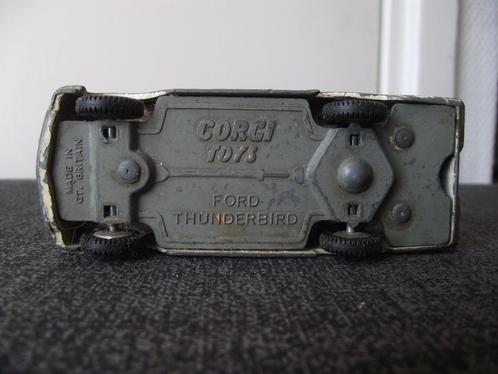 MADE IN
GT. BRITAIN
CORGI
TOYS
FORD
THUNDERBIRD